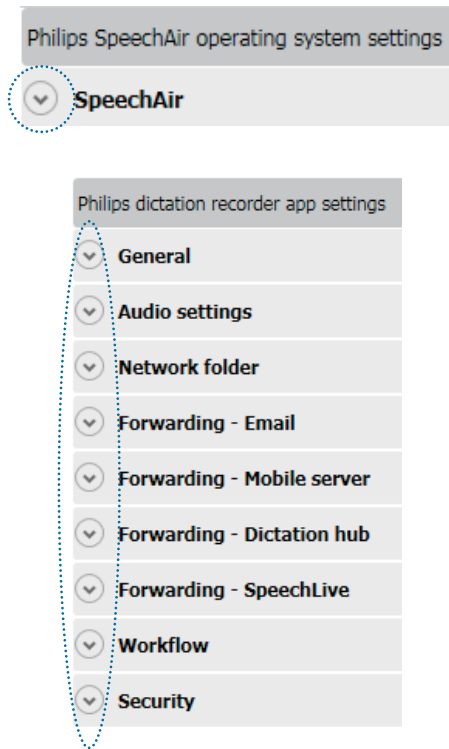 Philips SpeechAir operating system settings
SpeechAir
Philips dictation recorder app settings
General
Audio settings
Network folder
Forwarding - Email
Forwarding - Mobile server
Forwarding - Dictation hub
Forwarding - SpeechLive
Workflow
Security